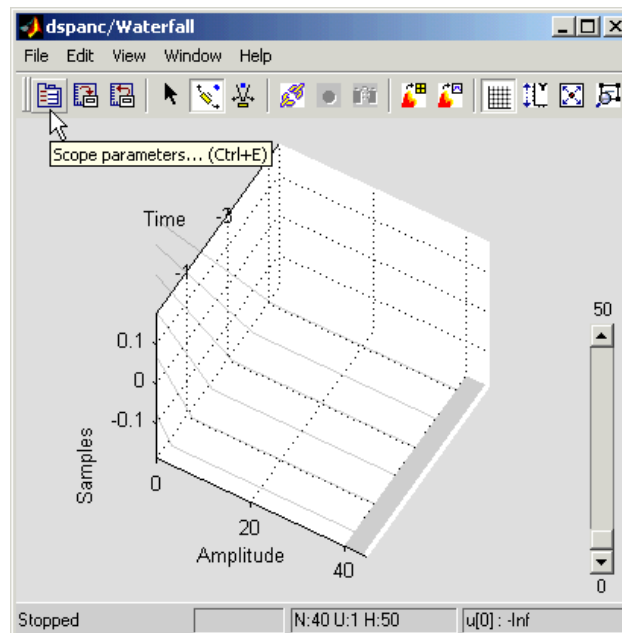 dspanc/Waterfall
File Edit View Window Help
Scope parameters... (Ctrl+E)
Time
-3
-1
0.1
0
-0.1
Samples
0
20
40
Amplitude
50
0
Stopped
N:40 U:1 H:50
u[0] : -Inf